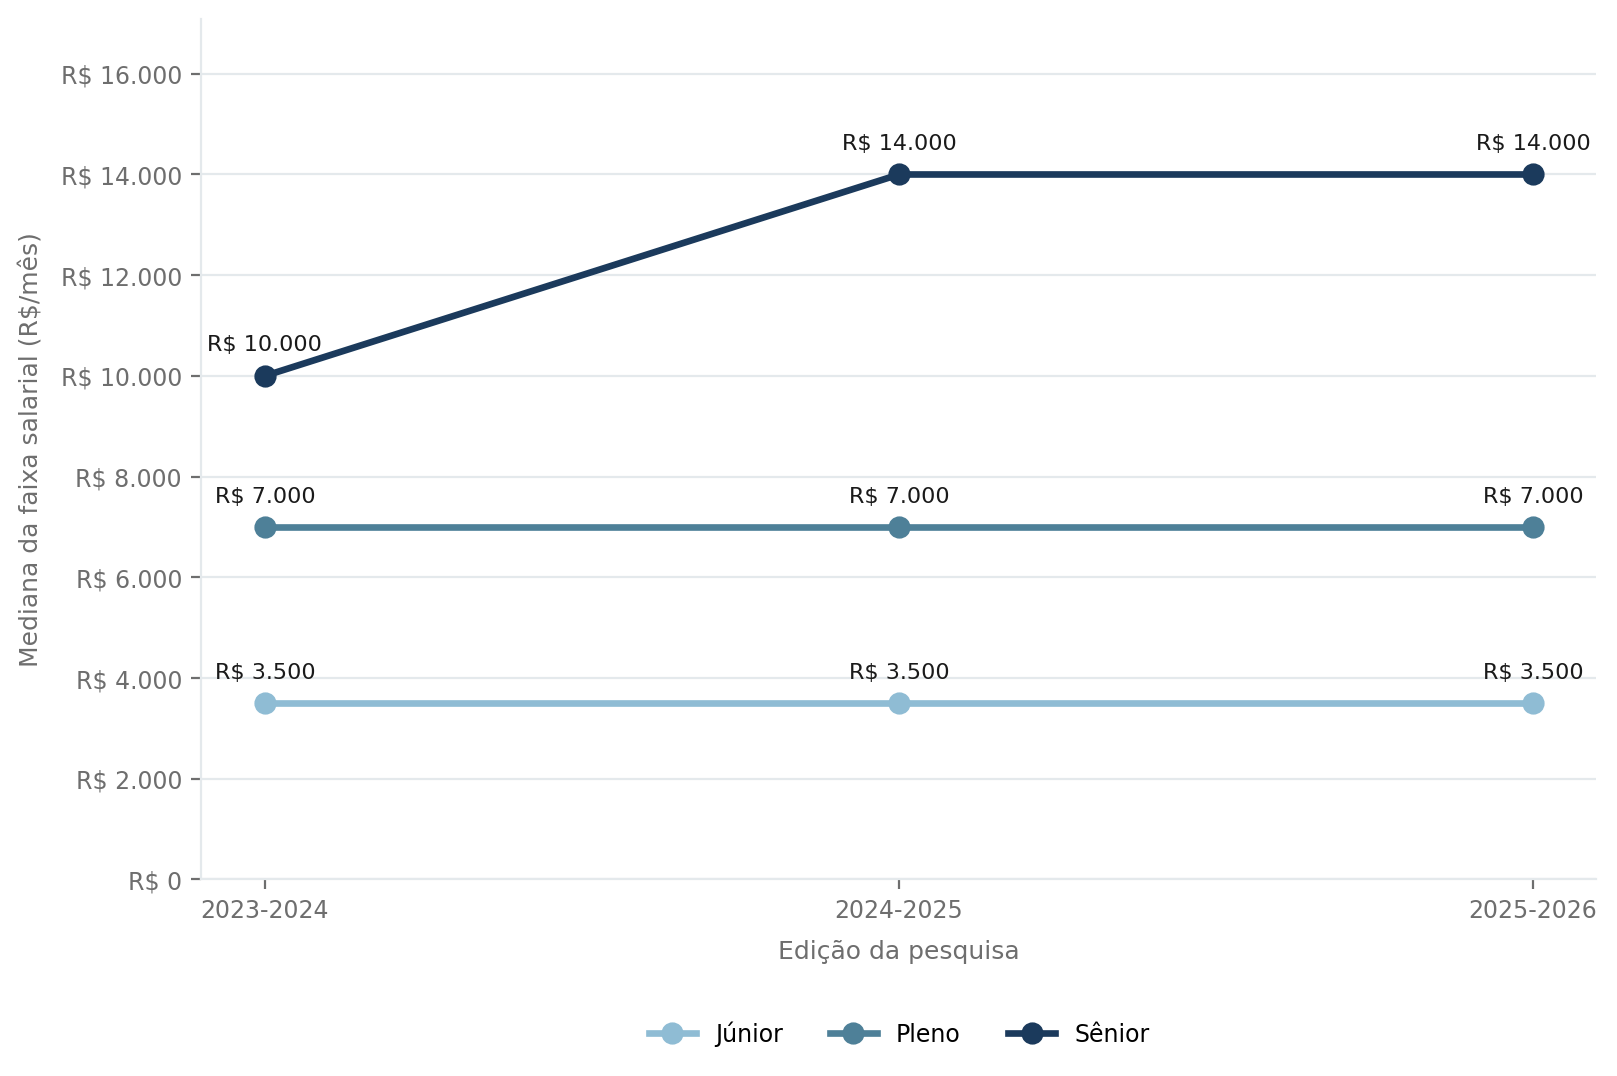 Mediana da faixa salarial (R$/mês)
R$ 16.000
R$ 14.000
R$ 12.000
R$ 10.000
R$ 8.000
R$ 6.000
R$ 4.000
R$ 2.000
R$ 0
R$ 14.000
R$ 14.000
R$ 10.000
R$ 7.000
R$ 7.000
R$ 7.000
R$ 3.500
R$ 3.500
R$ 3.500
2023-2024
2024-2025
2025-2026
Edição da pesquisa
Júnior
Pleno
Sênior